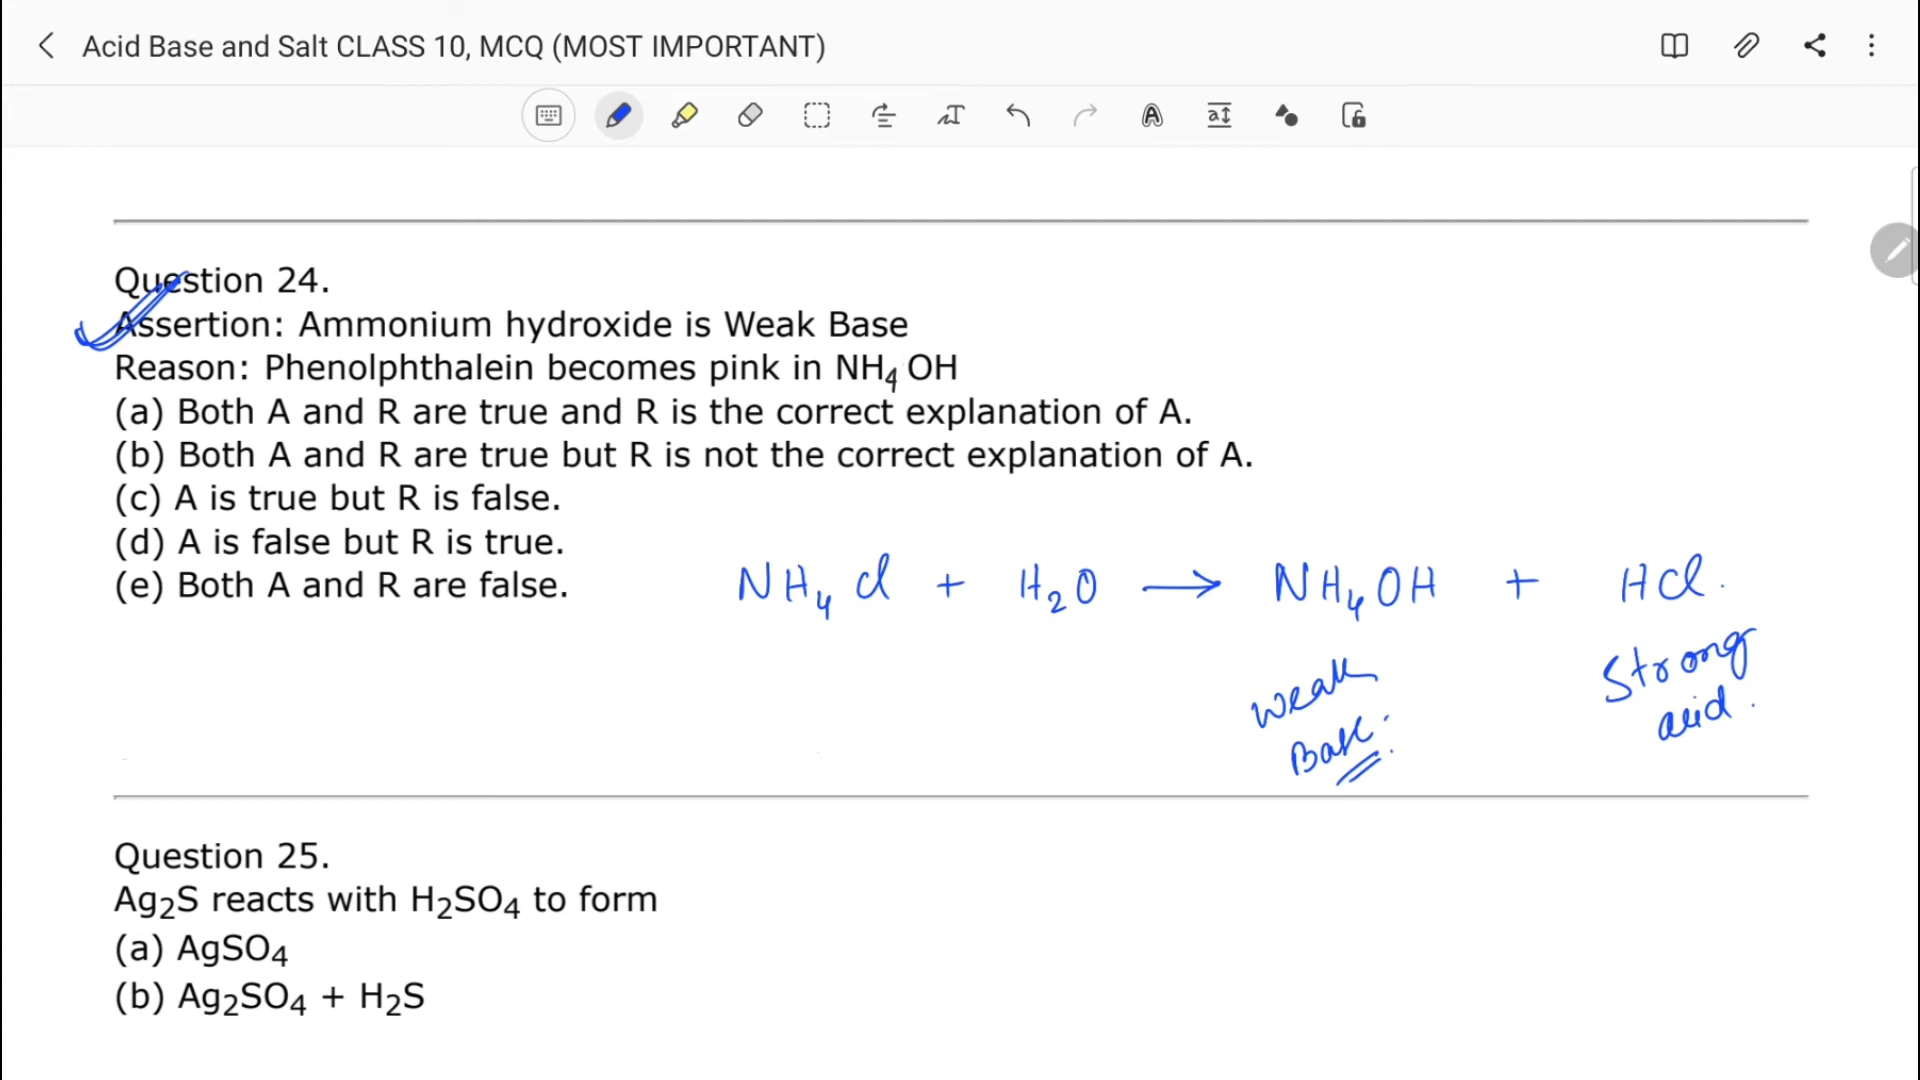 Acid Base and Salt CLASS 10, MCQ (MOST IMPORTANT)
Question 24.
Assertion: Ammonium hydroxide is Weak Base
Reason: Phenolphthalein becomes pink in NH₄ OH
(a) Both A and R are true and R is the correct explanation of A.
(b) Both A and R are true but R is not the correct explanation of A.
(c) A is true but R is false.
(d) A is false but R is true.
(e) Both A and R are false.
NH₄Cl + H₂O → NH₄OH + HCl.
Weak
Base
Strong
acid.
Question 25.
Ag₂S reacts with H₂SO₄ to form
(a) AgSO₄
(b) Ag₂SO₄ + H₂S